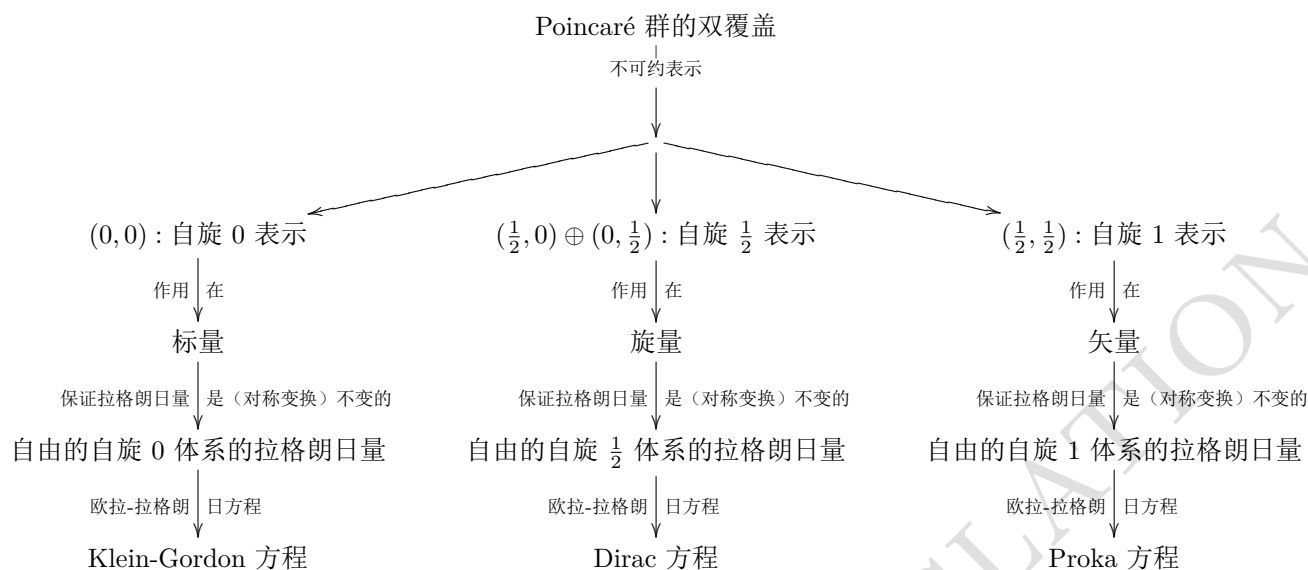 Poincaré 群的双覆盖
不可约表示
(0, 0) : 自旋 0 表示 (½, 0) ⊕ (0, ½) : 自旋 ½ 表示 (½, ½) : 自旋 1 表示
作用 在 作用 在 作用 在
标量 旋量 矢量
保证拉格朗日量 是（对称变换）不变的 保证拉格朗日量 是（对称变换）不变的 保证拉格朗日量 是（对称变换）不变的
自由的自旋 0 体系的拉格朗日量 自由的自旋 ½ 体系的拉格朗日量 自由的自旋 1 体系的拉格朗日量
欧拉-拉格朗 日方程 欧拉-拉格朗 日方程 欧拉-拉格朗 日方程
Klein-Gordon 方程 Dirac 方程 Proka 方程
LATION